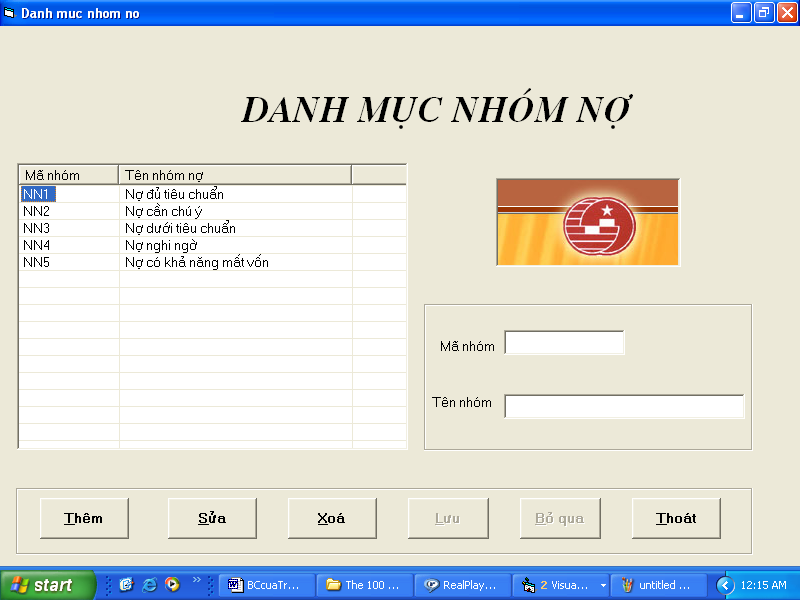 Danh muc nhom no
DANH MỤC NHÓM NỢ
Mã nhóm Tên nhóm nợ
NN1 Nợ đủ tiêu chuẩn
NN2 Nợ cần chú ý
NN3 Nợ dưới tiêu chuẩn
NN4 Nợ nghi ngờ
NN5 Nợ có khả năng mất vốn
Mã nhóm
Tên nhóm
Thêm Sửa Xoá Lưu Bỏ qua Thoát
start BCcuaTr... The 100 ... RealPlay... 2 Visua... untitled ... 12:15 AM